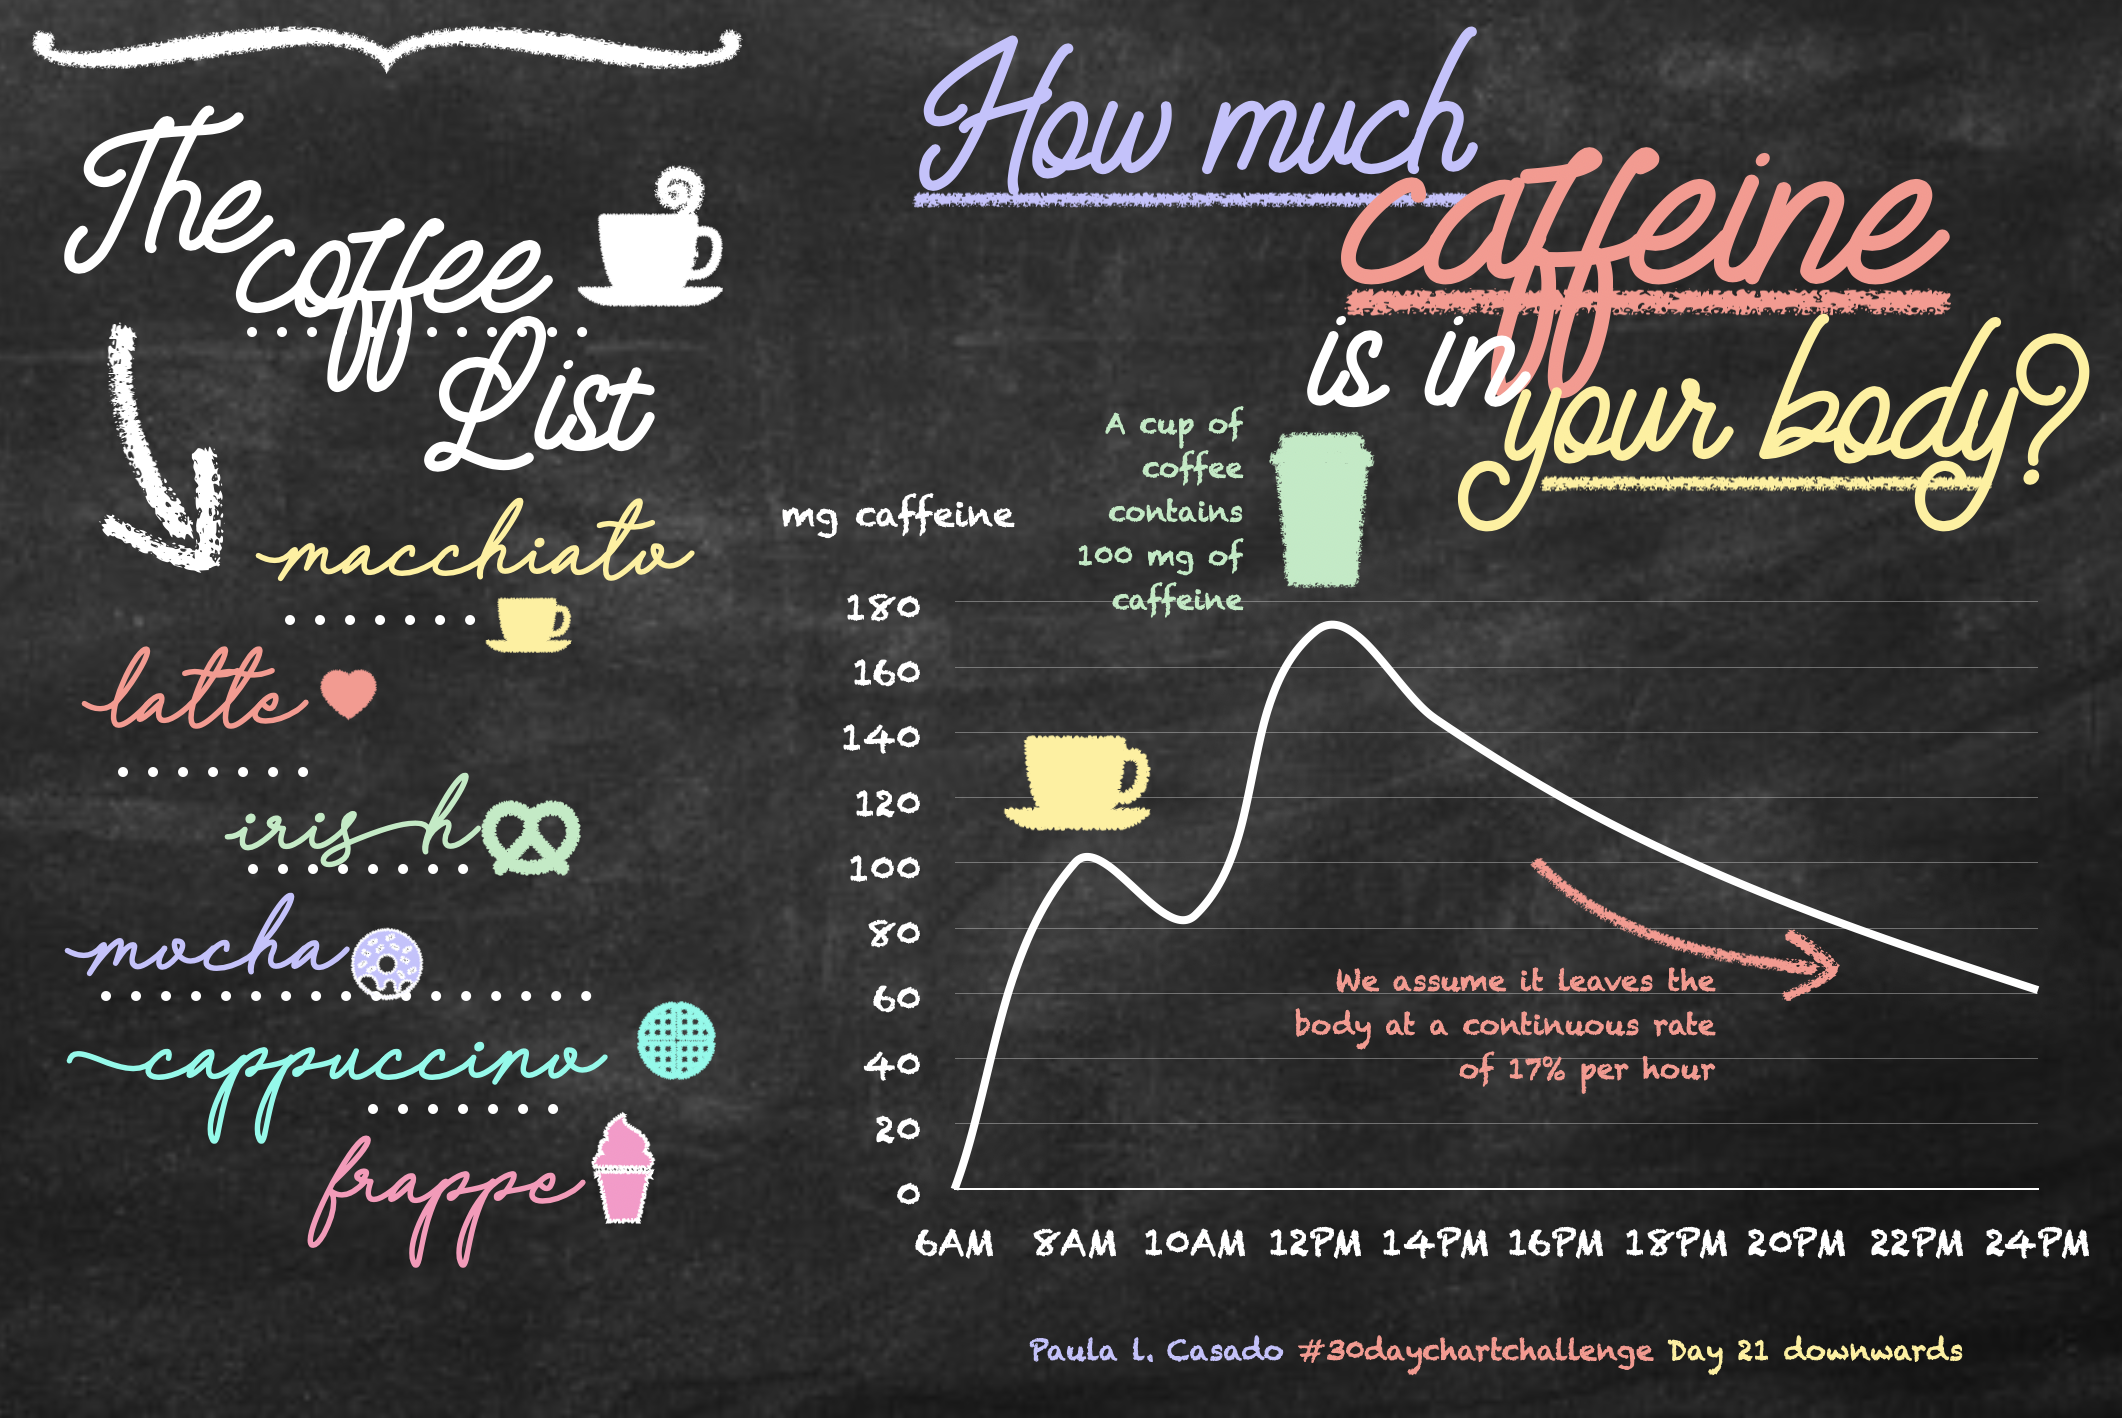 The
coffee
List
macchiato
latte
irish
mocha
cappuccino
frappe
How much
caffeine
is in
your body?
A cup of
coffee
contains
100 mg of
caffeine
mg caffeine
180
160
140
120
100
80
60
40
20
0
We assume it leaves the
body at a continuous rate
of 17% per hour
6AM 8AM 10AM 12PM 14PM 16PM 18PM 20PM 22PM 24PM
Paula L. Casado #30daychartchallenge Day 21 downwards